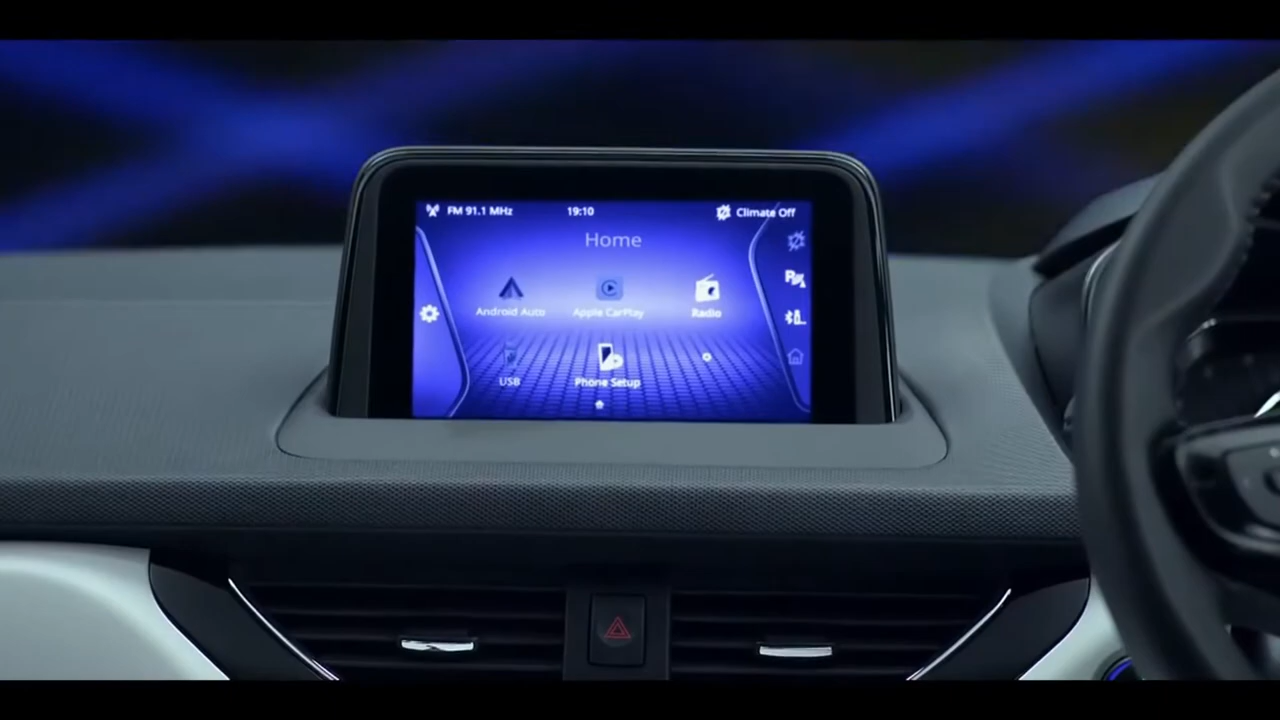 FM 91.1 MHz 19:10 Climate Off
Home
Android Auto Apple CarPlay Radio
USB Phone Setup